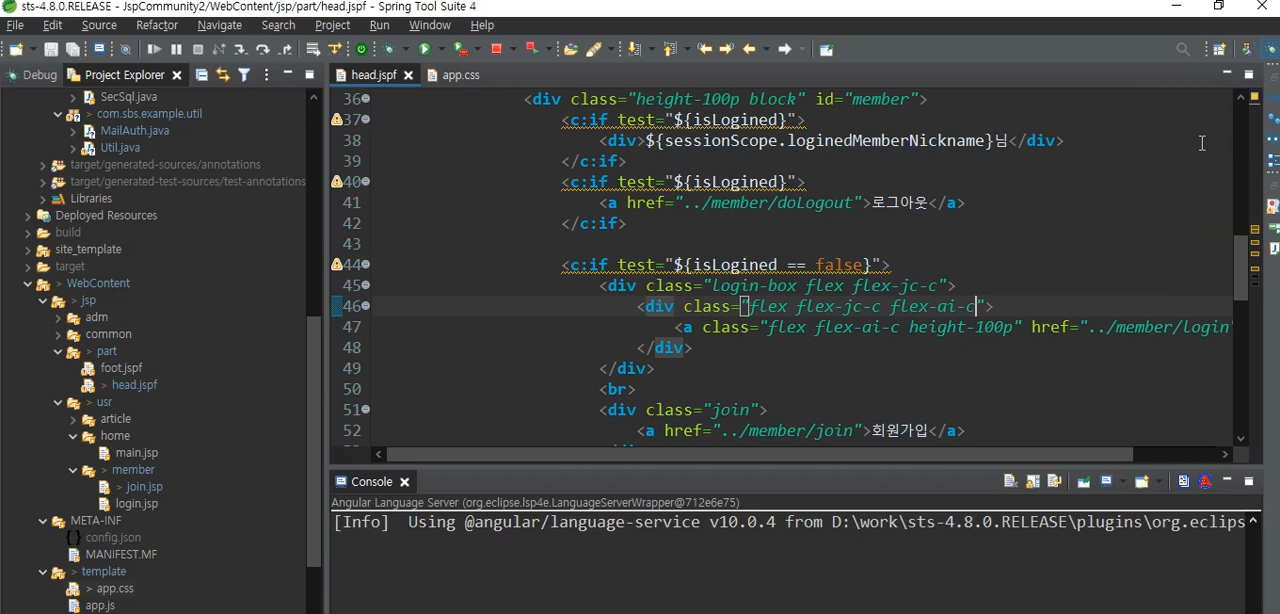 sts-4.8.0.RELEASE - JspCommunity2/WebContent/jsp/part/head.jspf - Spring Tool Suite 4
File Edit Source Refactor Navigate Search Project Run Window Help
Debug Project Explorer
head.jspf app.css
SecSql.java
com.sbs.example.util
MailAuth.java
Util.java
target/generated-sources/annotations
target/generated-test-sources/test-annotations
Libraries
Deployed Resources
build
site_template
target
WebContent
jsp
adm
common
part
foot.jspf
head.jspf
usr
article
home
main.jsp
member
join.jsp
login.jsp
META-INF
config.json
MANIFEST.MF
template
app.css
app.js
36 <div class="height-100p block" id="member">
37 <c:if test="${isLogined}">
38 <div>${sessionScope.loginedMemberNickname}님</div>
39 </c:if>
40 <c:if test="${isLogined}">
41 <a href="../member/doLogout">로그아웃</a>
42 </c:if>
43
44 <c:if test="${isLogined == false}">
45 <div class="login-box flex flex-jc-c">
46 <div class="flex flex-jc-c flex-ai-c">
47 <a class="flex flex-ai-c height-100p" href="../member/login
48 </div>
49 </div>
50 <br>
51 <div class="join">
52 <a href="../member/join">회원가입</a>
Console
Angular Language Server (org.eclipse.lsp4e.LanguageServerWrapper@712e6e75)
[Info] Using @angular/language-service v10.0.4 from D:\work\sts-4.8.0.RELEASE\plugins\org.eclips